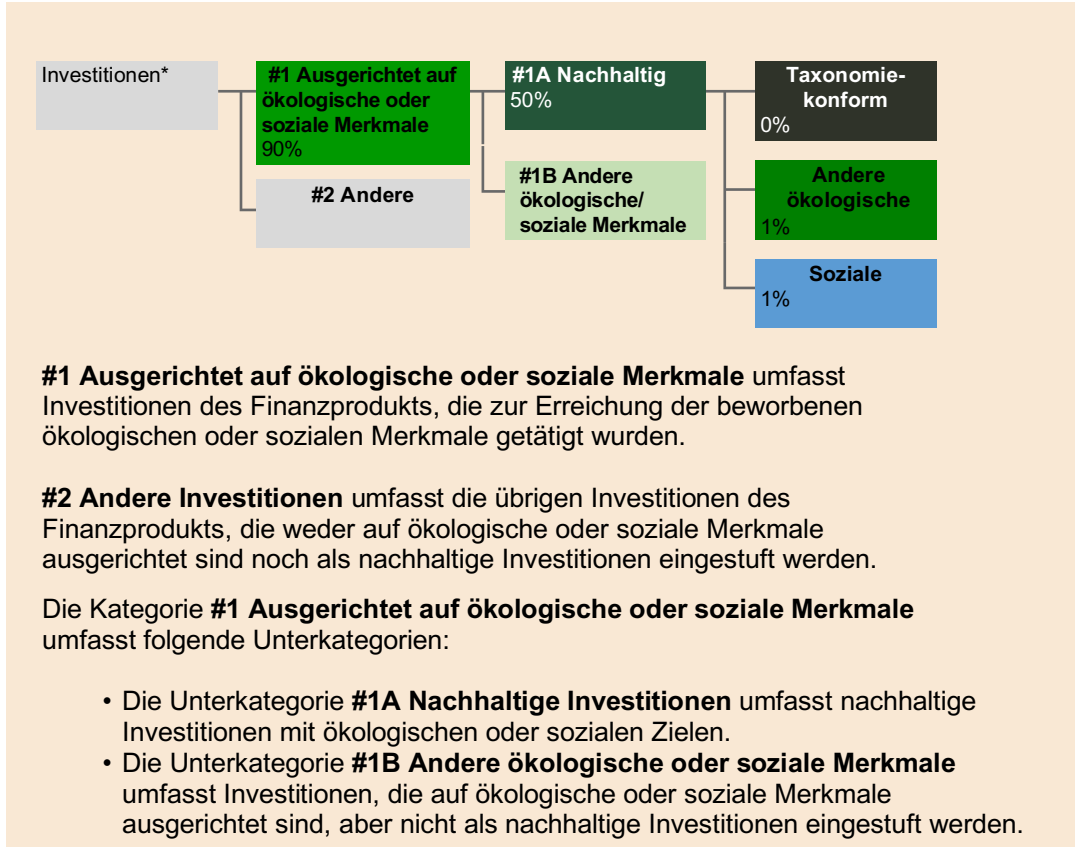 Investitionen*
#1 Ausgerichtet auf
ökologische oder
soziale Merkmale
90%
#2 Andere
#1A Nachhaltig
50%
#1B Andere
ökologische/
soziale Merkmale
Taxonomie-
konform
0%
Andere
ökologische
1%
Soziale
1%
#1 Ausgerichtet auf ökologische oder soziale Merkmale umfasst
Investitionen des Finanzprodukts, die zur Erreichung der beworbenen
ökologischen oder sozialen Merkmale getätigt wurden.
#2 Andere Investitionen umfasst die übrigen Investitionen des
Finanzprodukts, die weder auf ökologische oder soziale Merkmale
ausgerichtet sind noch als nachhaltige Investitionen eingestuft werden.
Die Kategorie #1 Ausgerichtet auf ökologische oder soziale Merkmale
umfasst folgende Unterkategorien:
• Die Unterkategorie #1A Nachhaltige Investitionen umfasst nachhaltige
Investitionen mit ökologischen oder sozialen Zielen.
• Die Unterkategorie #1B Andere ökologische oder soziale Merkmale
umfasst Investitionen, die auf ökologische oder soziale Merkmale
ausgerichtet sind, aber nicht als nachhaltige Investitionen eingestuft werden.